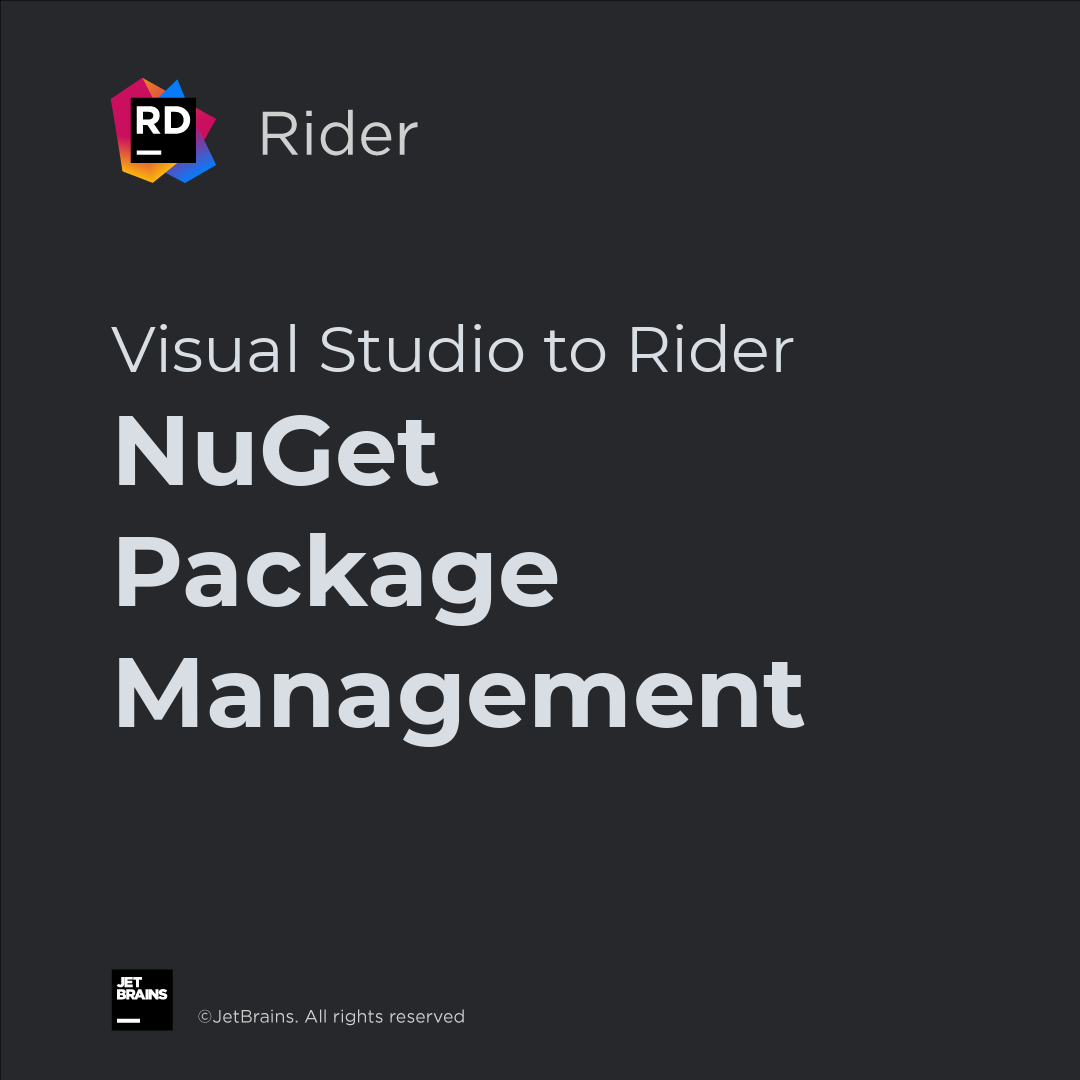 RD
Rider
Visual Studio to Rider
NuGet
Package
Management
JET
BRAINS
©JetBrains. All rights reserved